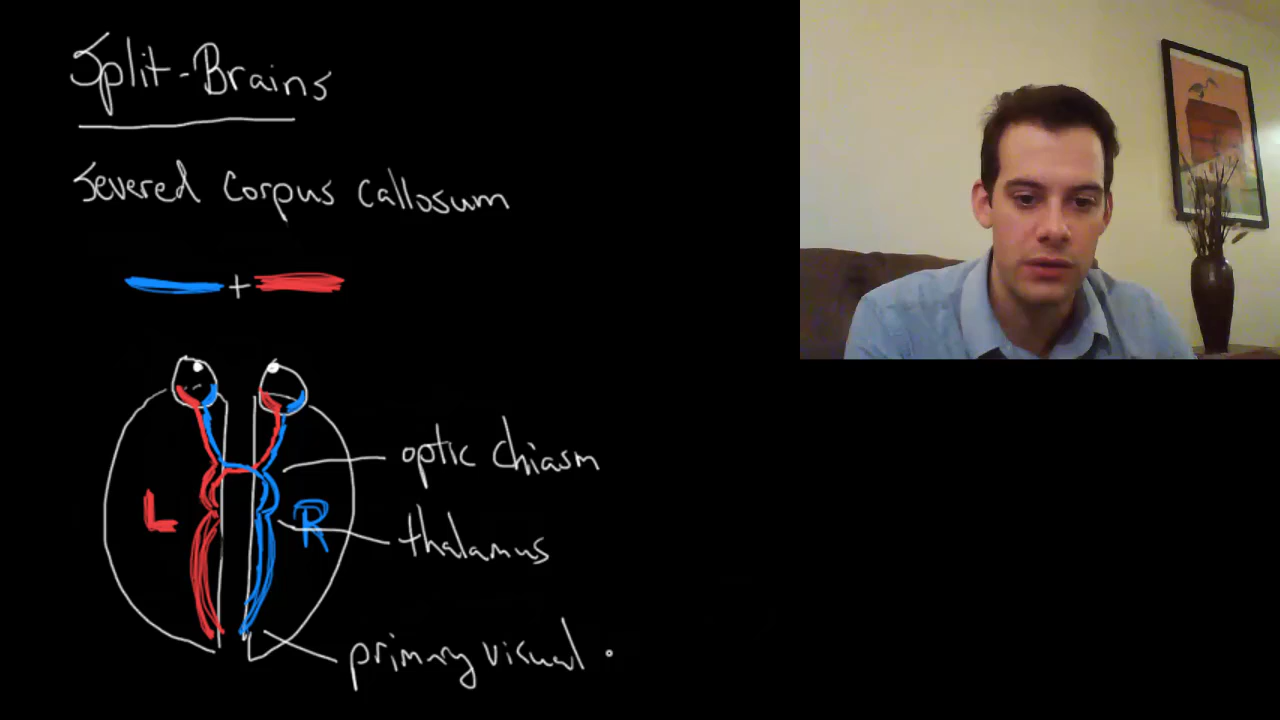 Split-Brains
Severed Corpus Callosum
+
optic chiasm
L
R
thalamus
primary visual